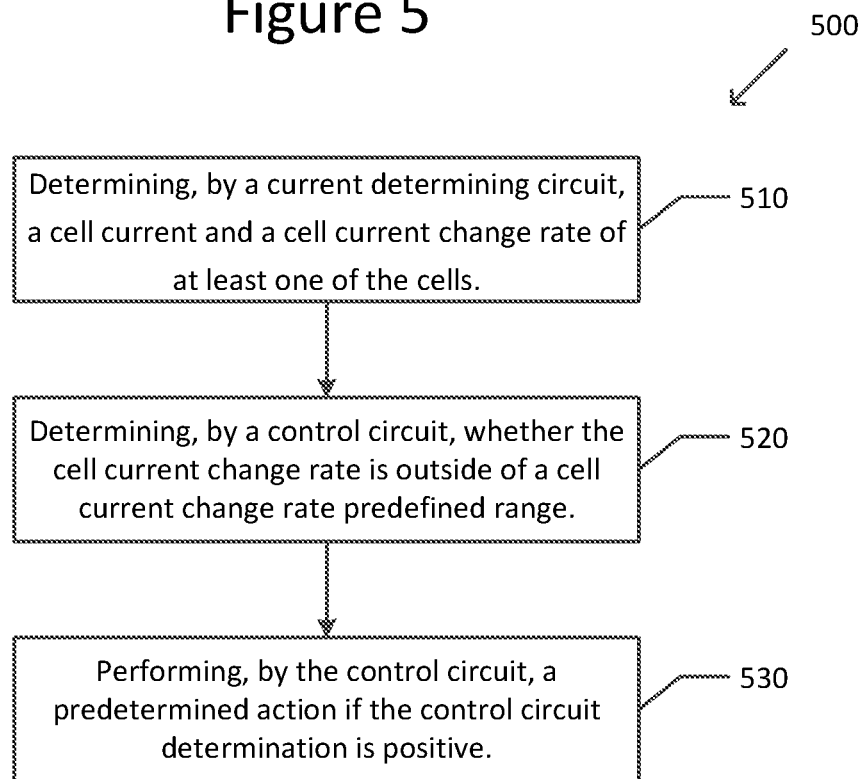 Figure 5
500
Determining, by a current determining circuit,
a cell current and a cell current change rate of
at least one of the cells.
510
Determining, by a control circuit, whether the
cell current change rate is outside of a cell
current change rate predefined range.
520
Performing, by the control circuit, a
predetermined action if the control circuit
determination is positive.
530